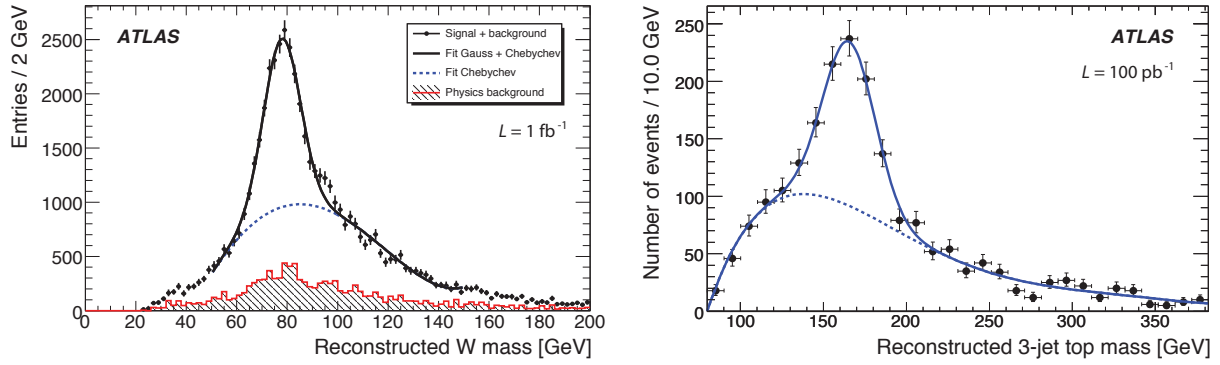 Entries / 2 GeV
2500
2000
1500
1000
500
0
ATLAS
Signal + background
Fit Gauss + Chebychev
Fit Chebychev
Physics background
L = 1 fb⁻¹
0 20 40 60 80 100 120 140 160 180 200
Reconstructed W mass [GeV]
Number of events / 10.0 GeV
250
200
150
100
50
0
ATLAS
L = 100 pb⁻¹
100 150 200 250 300 350
Reconstructed 3-jet top mass [GeV]